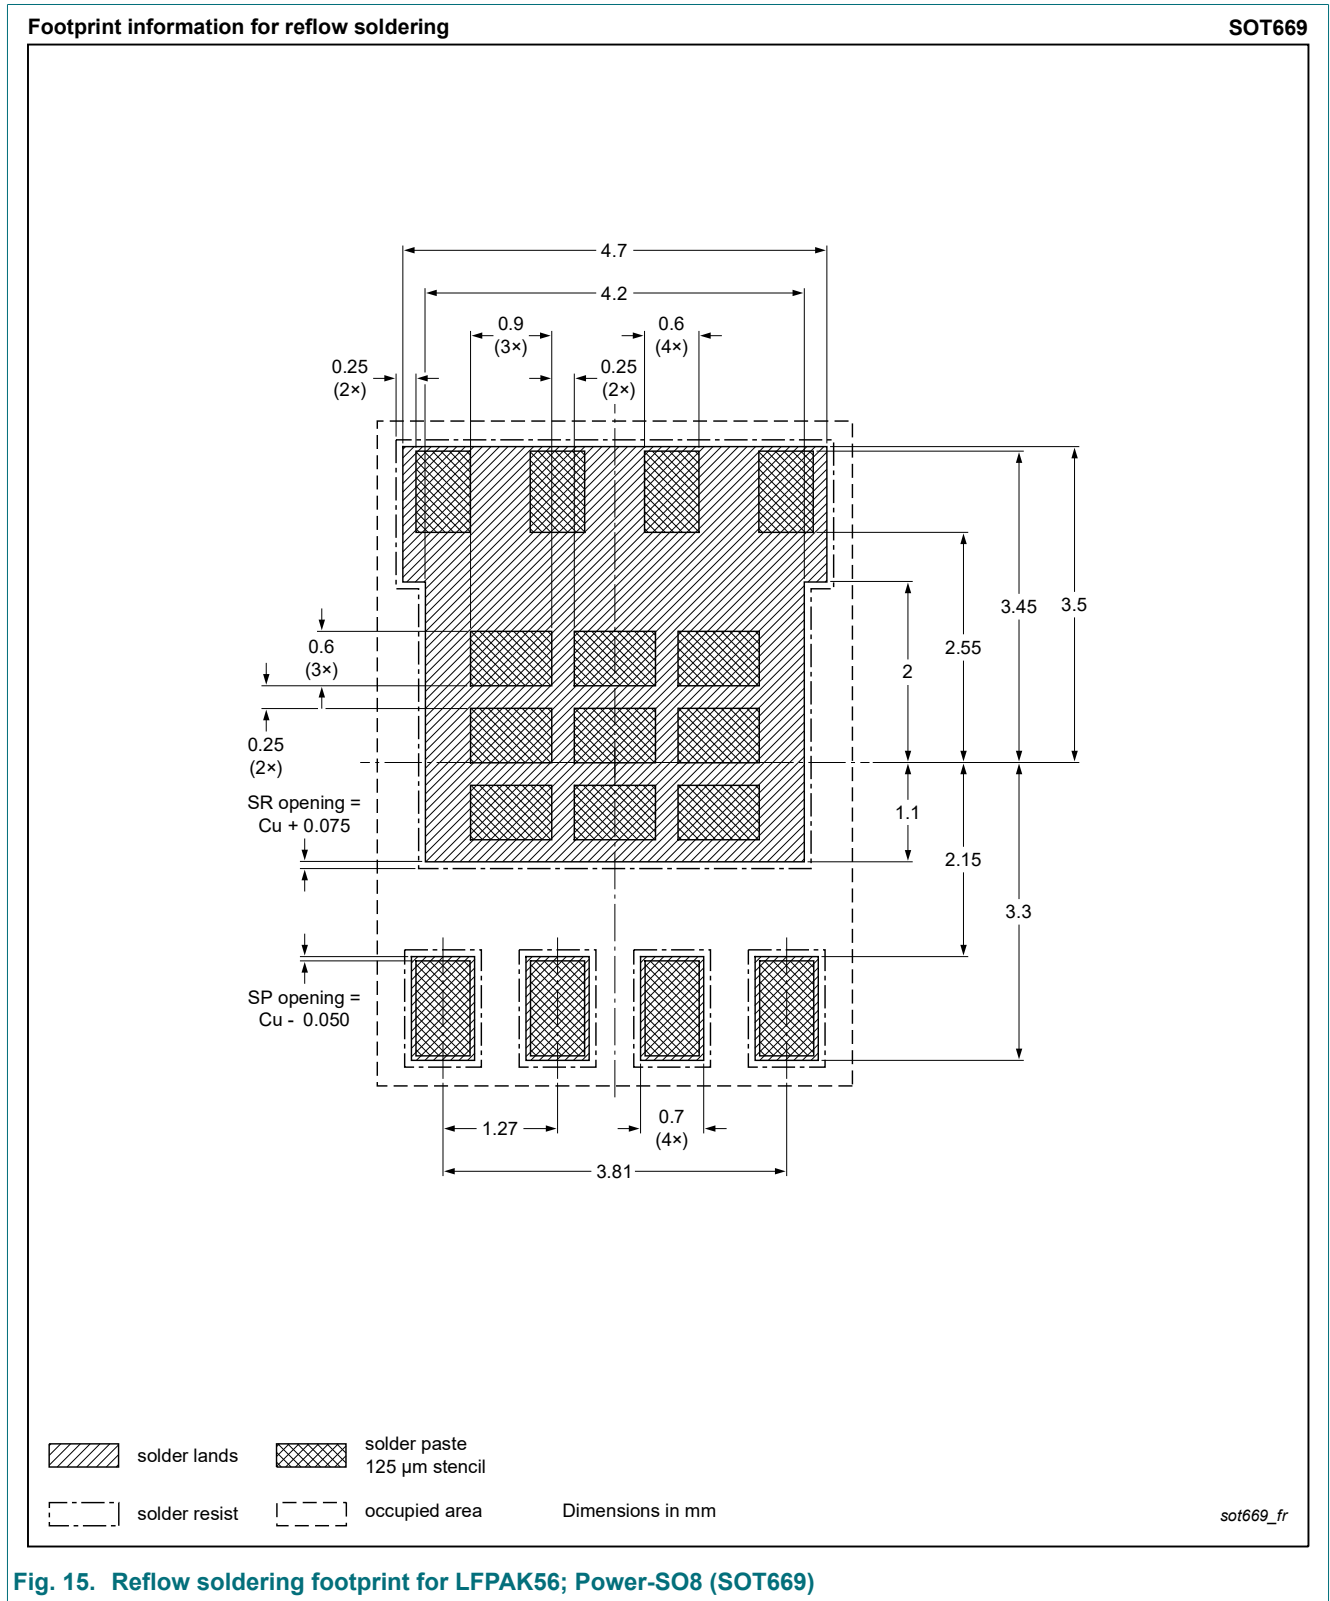 Footprint information for reflow soldering
SOT669
4.7
4.2
0.9
(3×)
0.6
(4×)
0.25
(2×)
0.25
(2×)
3.45
3.5
0.6
(3×)
2.55
2
0.25
(2×)
SR opening =
Cu + 0.075
1.1
2.15
3.3
SP opening =
Cu - 0.050
1.27
0.7
(4×)
3.81
solder lands
solder paste
125 µm stencil
solder resist
occupied area
Dimensions in mm
sot669_fr
Fig. 15. Reflow soldering footprint for LFPAK56; Power-SO8 (SOT669)